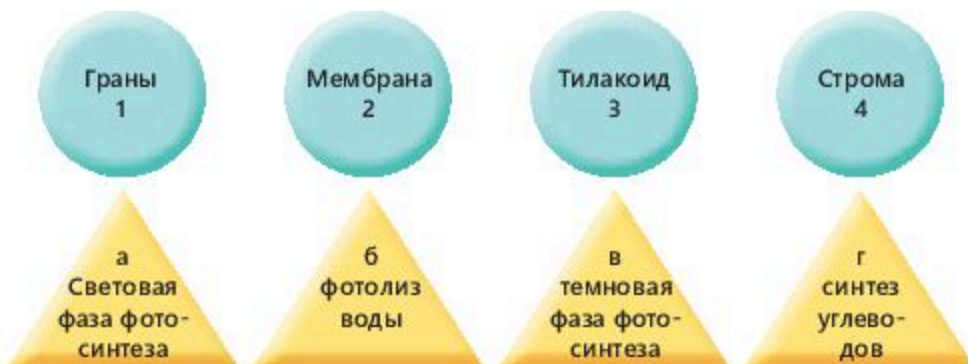 Граны
1
Мембрана
2
Тилакоид
3
Строма
4
а
Световая
фаза фото-
синтеза
б
фотолиз
воды
в
темновая
фаза фото-
синтеза
г
синтез
углево-
дов